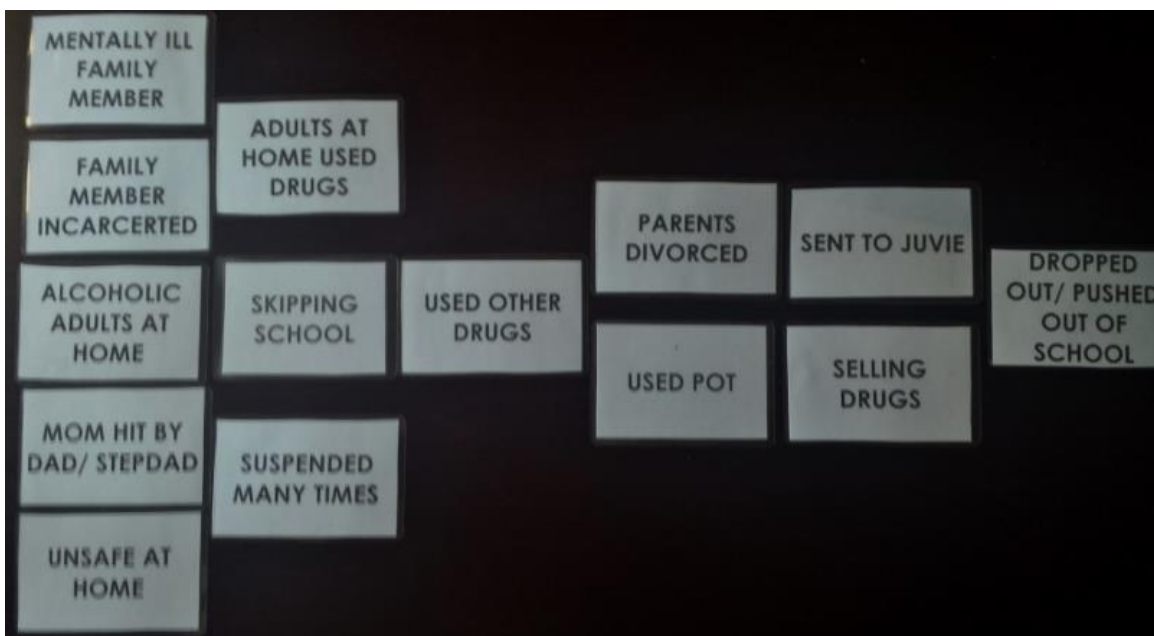 MENTALLY ILL
FAMILY
MEMBER
FAMILY
MEMBER
INCARCERTED
ALCOHOLIC
ADULTS AT
HOME
MOM HIT BY
DAD/ STEPDAD
UNSAFE AT
HOME
ADULTS AT
HOME USED
DRUGS
SKIPPING
SCHOOL
SUSPENDED
MANY TIMES
USED OTHER
DRUGS
PARENTS
DIVORCED
USED POT
SENT TO JUVIE
SELLING
DRUGS
DROPPED
OUT/ PUSHED
OUT OF
SCHOOL